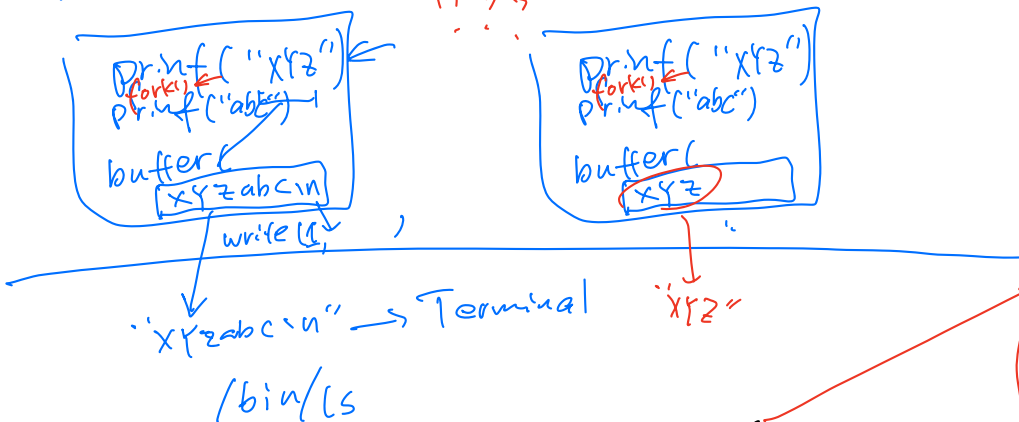 printf("XYZ")
fork()
printf("abc")
buffer(
XYZabc\n
write(1,
"XYZabc\n" → Terminal
/bin/ls
printf("XYZ")
fork()
printf("abc")
buffer(
XYZ
"XYZ"